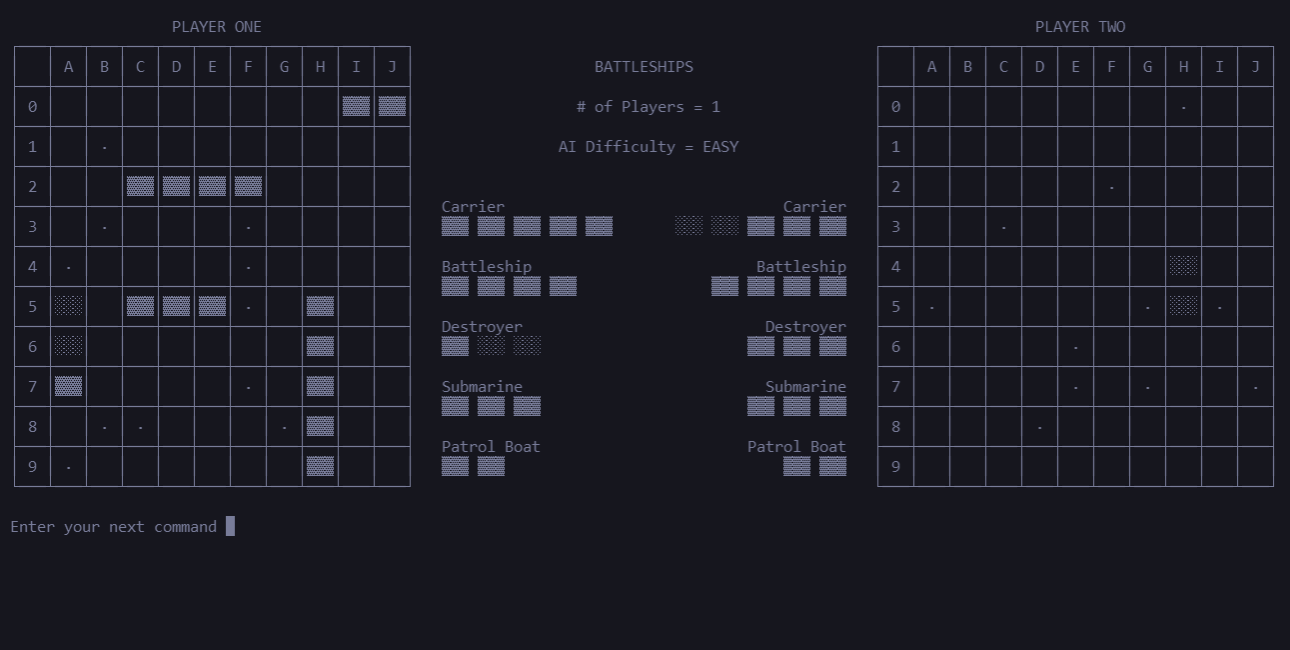 PLAYER ONE
A B C D E F G H I J
0
1
2
3
4
5
6
7
8
9
BATTLESHIPS
# of Players = 1
AI Difficulty = EASY
Carrier Carrier
Battleship Battleship
Destroyer Destroyer
Submarine Submarine
Patrol Boat Patrol Boat
PLAYER TWO
A B C D E F G H I J
0
1
2
3
4
5
6
7
8
9
Enter your next command